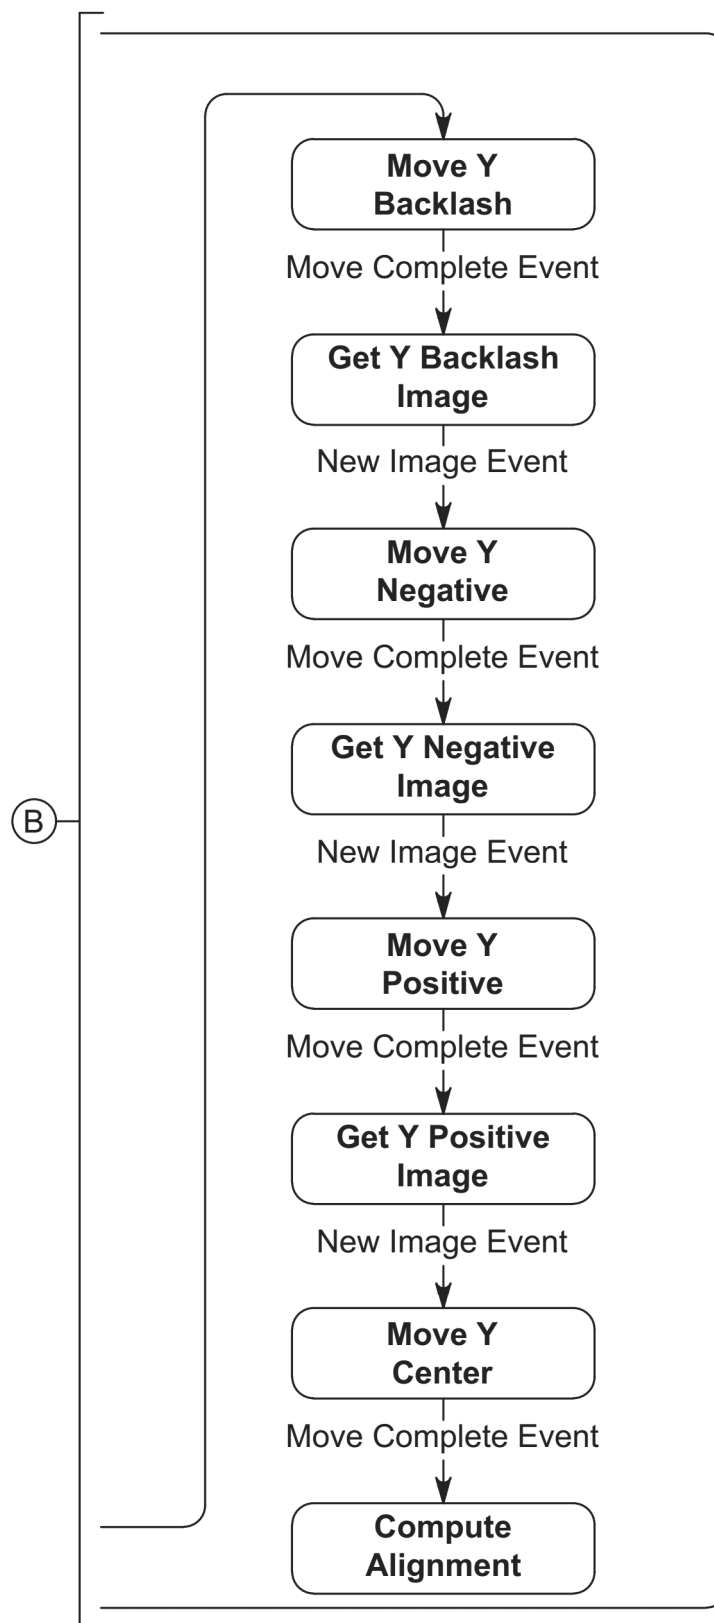 Move Y
Backlash
Move Complete Event
Get Y Backlash
Image
New Image Event
Move Y
Negative
Move Complete Event
Get Y Negative
Image
B
New Image Event
Move Y
Positive
Move Complete Event
Get Y Positive
Image
New Image Event
Move Y
Center
Move Complete Event
Compute
Alignment